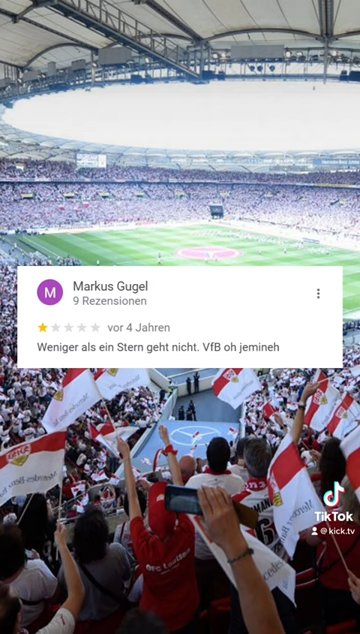 M
Markus Gugel
9 Rezensionen
vor 4 Jahren
Weniger als ein Stern geht nicht. VfB oh jemineh
TikTok
@ kick.tv